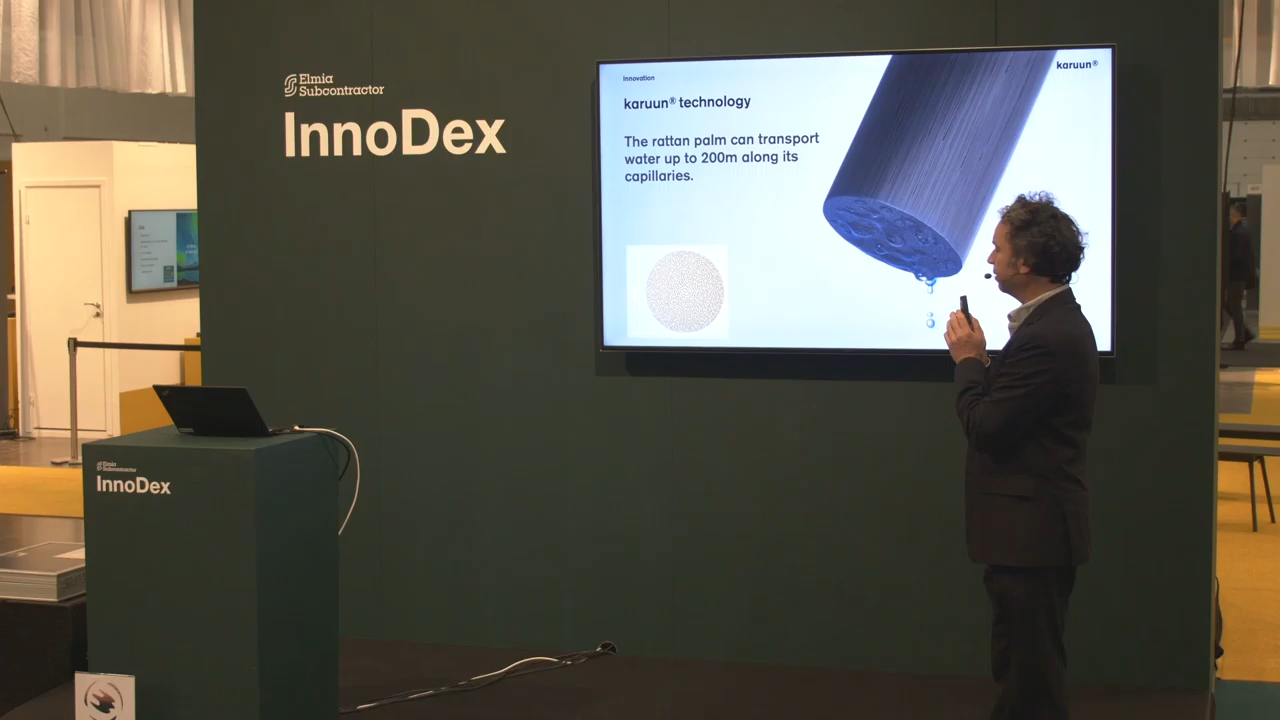 Elmia
Subcontractor
InnoDex
Innovation
karuun®
karuun® technology
The rattan palm can transport
water up to 200m along its
capillaries.
Elmia
Subcontractor
InnoDex